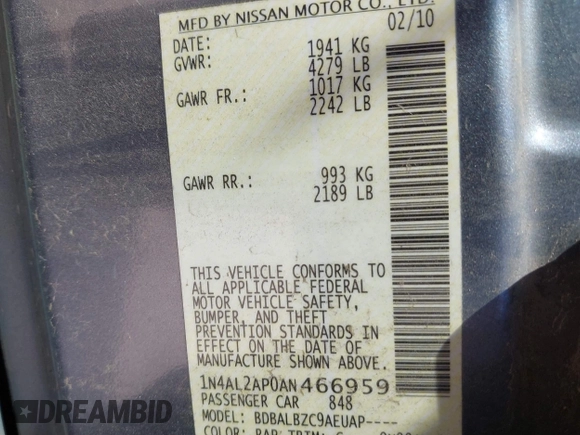 MFD BY NISSAN MOTOR CO., LTD.
DATE: 02/10
GVWR: 1941 KG
4279 LB
GAWR FR.: 1017 KG
2242 LB
GAWR RR.: 993 KG
2189 LB
THIS VEHICLE CONFORMS TO
ALL APPLICABLE FEDERAL
MOTOR VEHICLE SAFETY,
BUMPER, AND THEFT
PREVENTION STANDARDS IN
EFFECT ON THE DATE OF
MANUFACTURE SHOWN ABOVE.
1N4AL2AP0AN466959
PASSENGER CAR 848
MODEL: BDBALBZC9AEUAP----
COLOR: TRIM:
DREAMBID